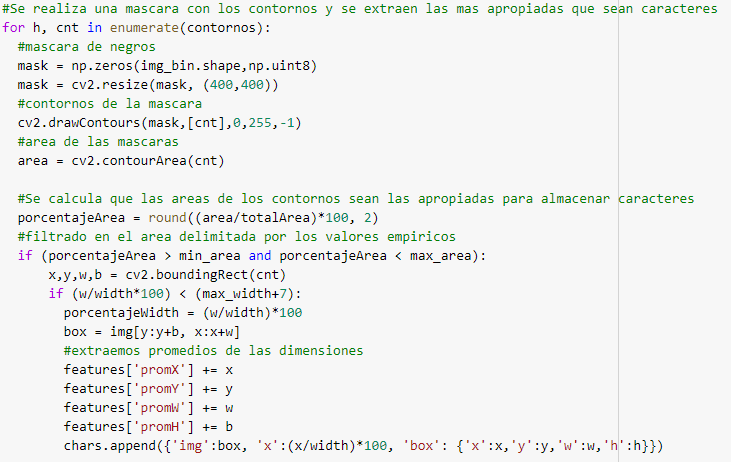 #Se realiza una mascara con los contornos y se extraen las mas apropiadas que sean caracteres
for h, cnt in enumerate(contornos):
  #mascara de negros
  mask = np.zeros(img_bin.shape,np.uint8)
  mask = cv2.resize(mask, (400,400))
  #contornos de la mascara
  cv2.drawContours(mask,[cnt],0,255,-1)
  #area de las mascaras
  area = cv2.contourArea(cnt)

  #Se calcula que las areas de los contornos sean las apropiadas para almacenar caracteres
  porcentajeArea = round((area/totalArea)*100, 2)
  #filtrado en el area delimitada por los valores empiricos
  if (porcentajeArea > min_area and porcentajeArea < max_area):
      x,y,w,b = cv2.boundingRect(cnt)
      if (w/width*100) < (max_width+7):
        porcentajeWidth = (w/width)*100
        box = img[y:y+b, x:x+w]
        #extraemos promedios de las dimensiones
        features['promX'] += x
        features['promY'] += y
        features['promW'] += w
        features['promH'] += b
        chars.append({'img':box, 'x':(x/width)*100, 'box': {'x':x,'y':y,'w':w,'h':h}})